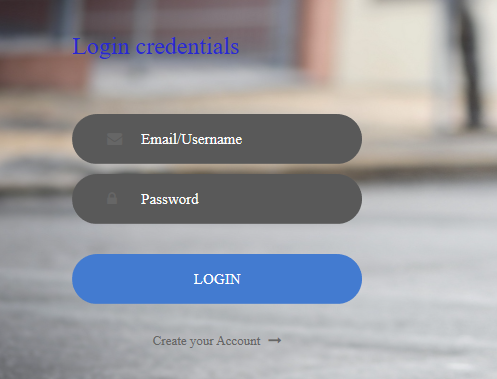 Login credentials
Email/Username
Password
LOGIN
Create your Account